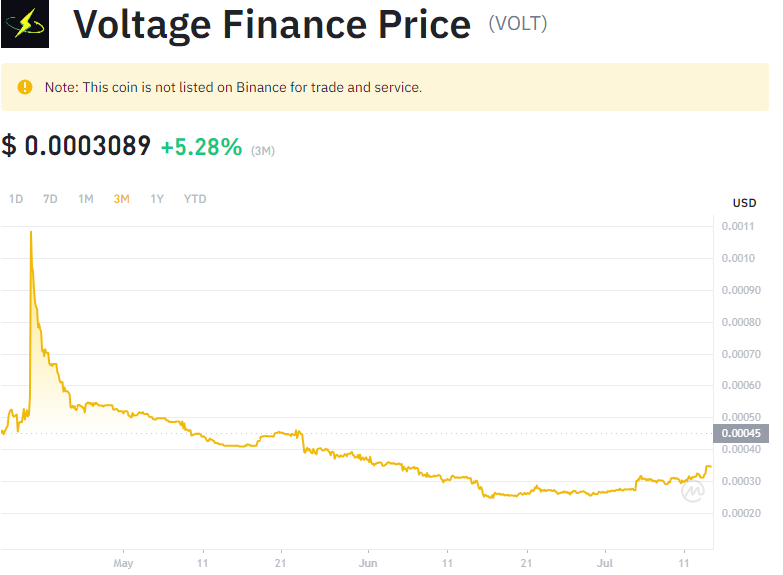 Voltage Finance Price (VOLT)
Note: This coin is not listed on Binance for trade and service.
$ 0.0003089 +5.28% (3M)
1D 7D 1M 3M 1Y YTD
USD
0.0011
0.0010
0.00090
0.00080
0.00070
0.00060
0.00050
0.00045
0.00040
0.00030
0.00020
May 11 21 Jun 11 21 Jul 11